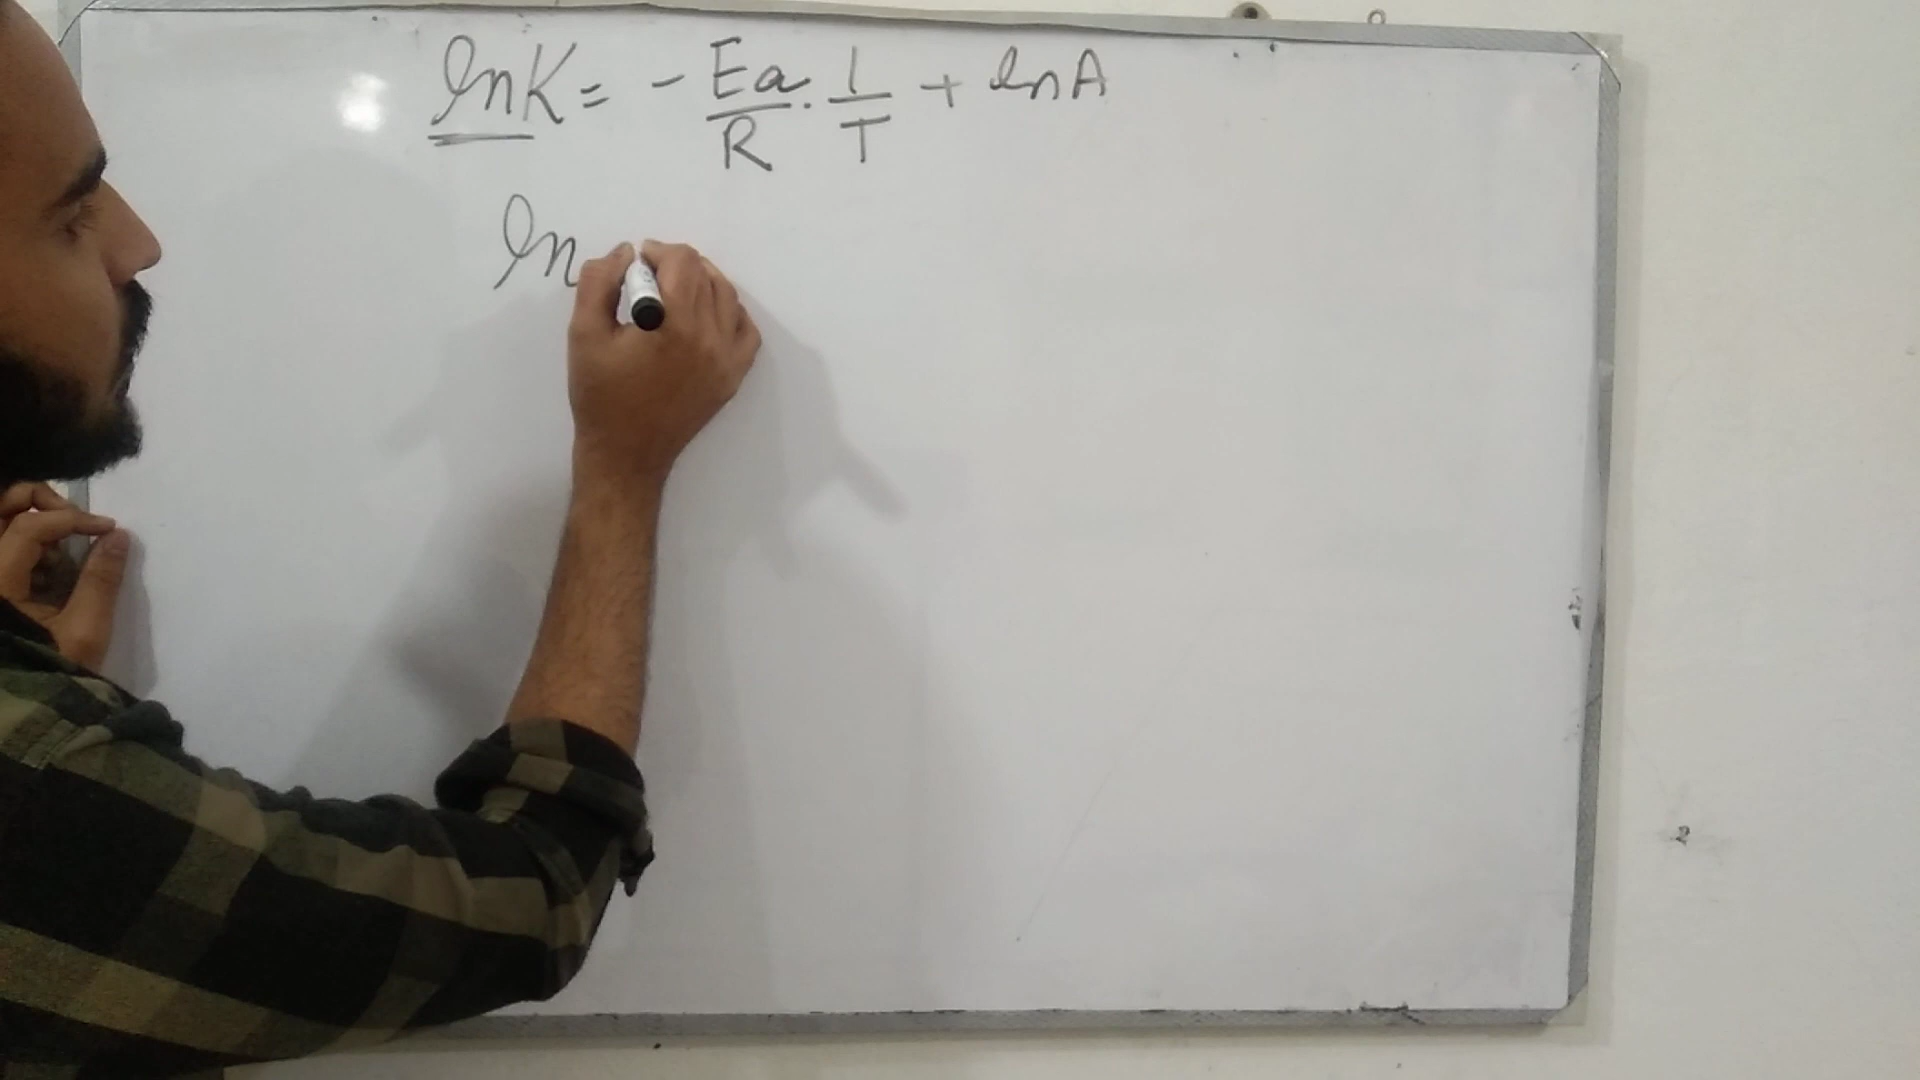 lnK = - Ea/R . 1/T + lnA
ln